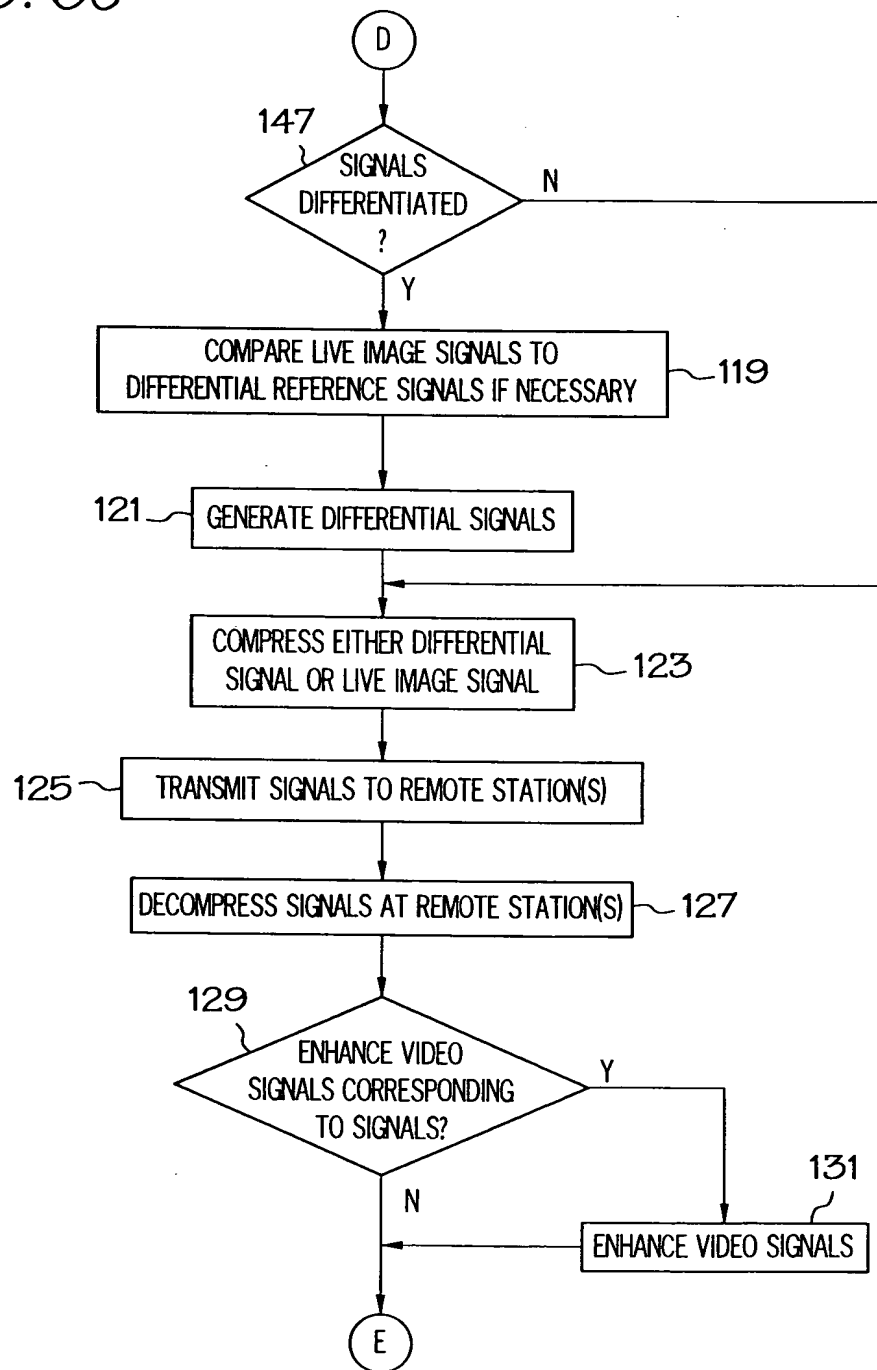 D
147
SIGNALS
DIFFERENTIATED
?
N
Y
COMPARE LIVE IMAGE SIGNALS TO
DIFFERENTIAL REFERENCE SIGNALS IF NECESSARY
119
121
GENERATE DIFFERENTIAL SIGNALS
COMPRESS EITHER DIFFERENTIAL
SIGNAL OR LIVE IMAGE SIGNAL
123
125
TRANSMIT SIGNALS TO REMOTE STATION(S)
DECOMPRESS SIGNALS AT REMOTE STATION(S)
127
129
ENHANCE VIDEO
SIGNALS CORRESPONDING
TO SIGNALS?
Y
N
131
ENHANCE VIDEO SIGNALS
E